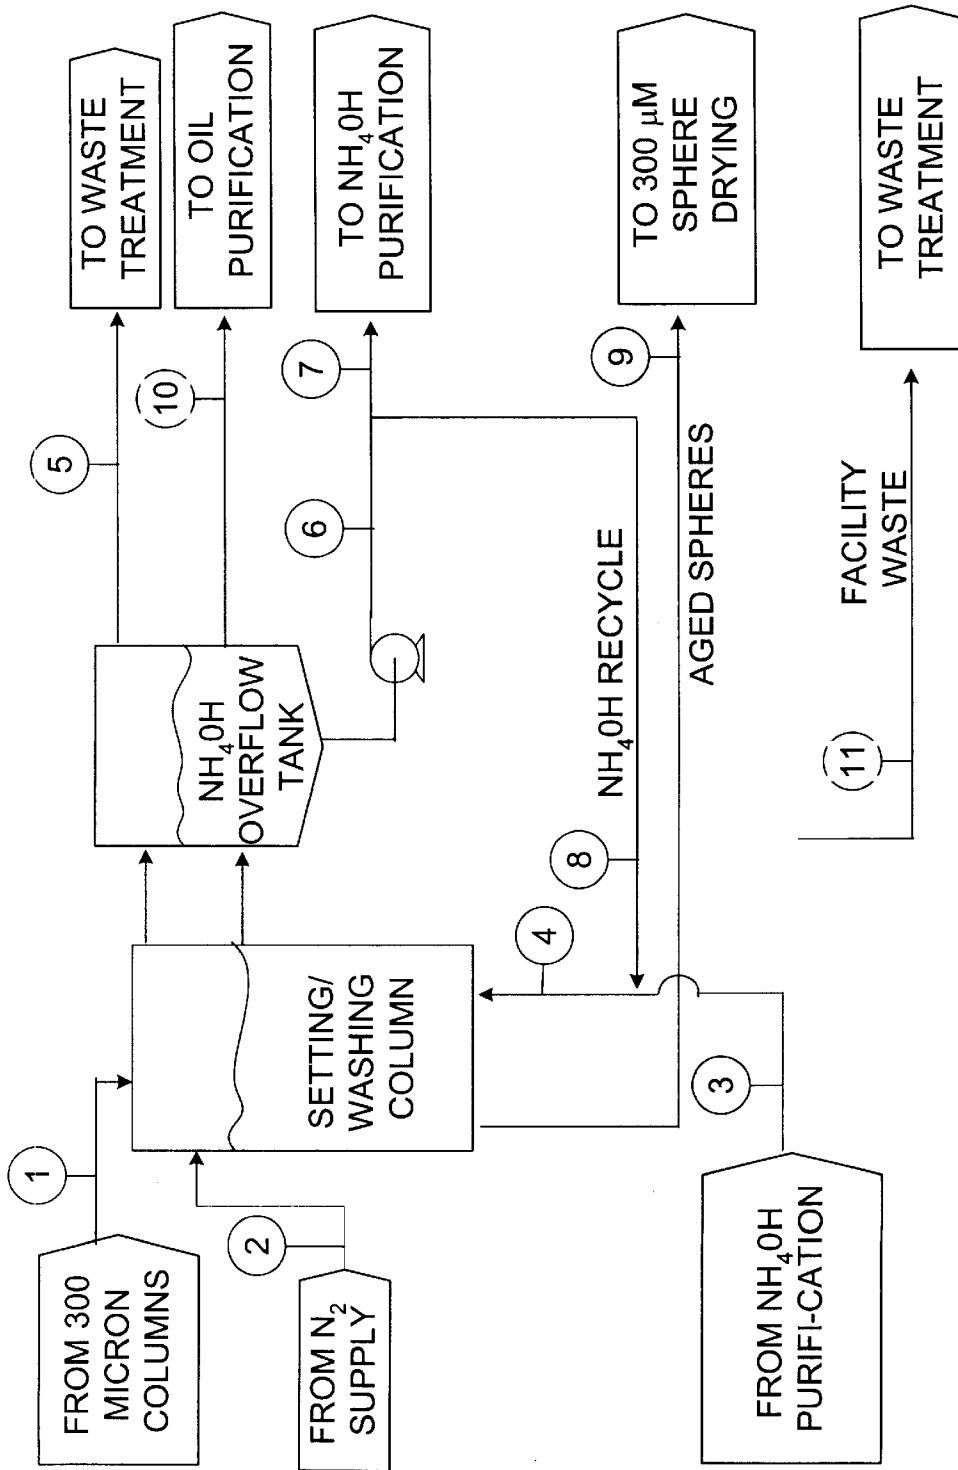 FROM 300
MICRON
COLUMNS
1
FROM N2
SUPPLY
2
SETTING/
WASHING
COLUMN
NH40H
OVERFLOW
TANK
5
TO WASTE
TREATMENT
10
TO OIL
PURIFICATION
6
7
TO NH40H
PURIFICATION
NH40H RECYCLE
8
4
9
AGED SPHERES
TO 300 μM
SPHERE
DRYING
FROM NH40H
PURIFI-CATION
3
11
FACILITY
WASTE
TO WASTE
TREATMENT